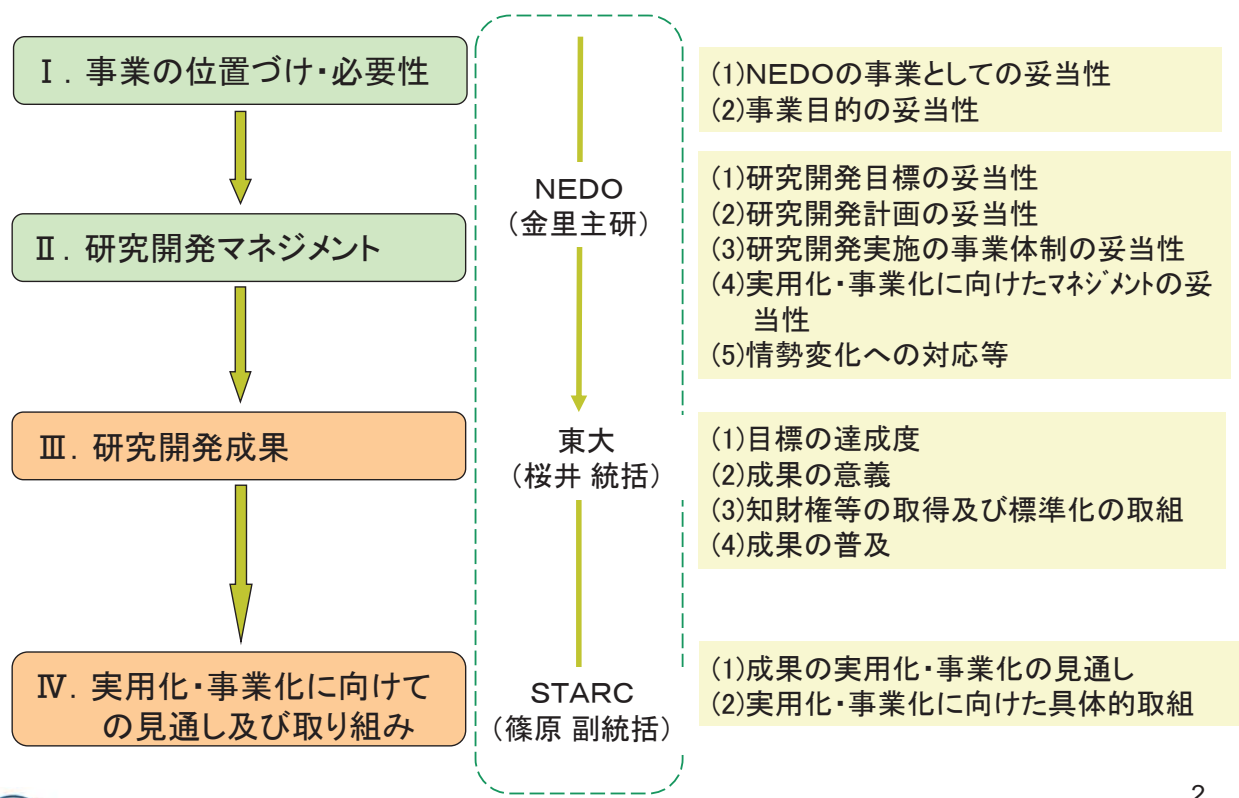 Ⅰ．事業の位置づけ・必要性
(1)NEDOの事業としての妥当性
(2)事業目的の妥当性
NEDO
（金里主研）
Ⅱ．研究開発マネジメント
(1)研究開発目標の妥当性
(2)研究開発計画の妥当性
(3)研究開発実施の事業体制の妥当性
(4)実用化・事業化に向けたﾏﾈｼﾞﾒﾝﾄの妥
当性
(5)情勢変化への対応等
Ⅲ．研究開発成果
東大
（桜井 統括）
(1)目標の達成度
(2)成果の意義
(3)知財権等の取得及び標準化の取組
(4)成果の普及
Ⅳ．実用化・事業化に向けて
の見通し及び取り組み
STARC
（篠原 副統括）
(1)成果の実用化・事業化の見通し
(2)実用化・事業化に向けた具体的取組
2